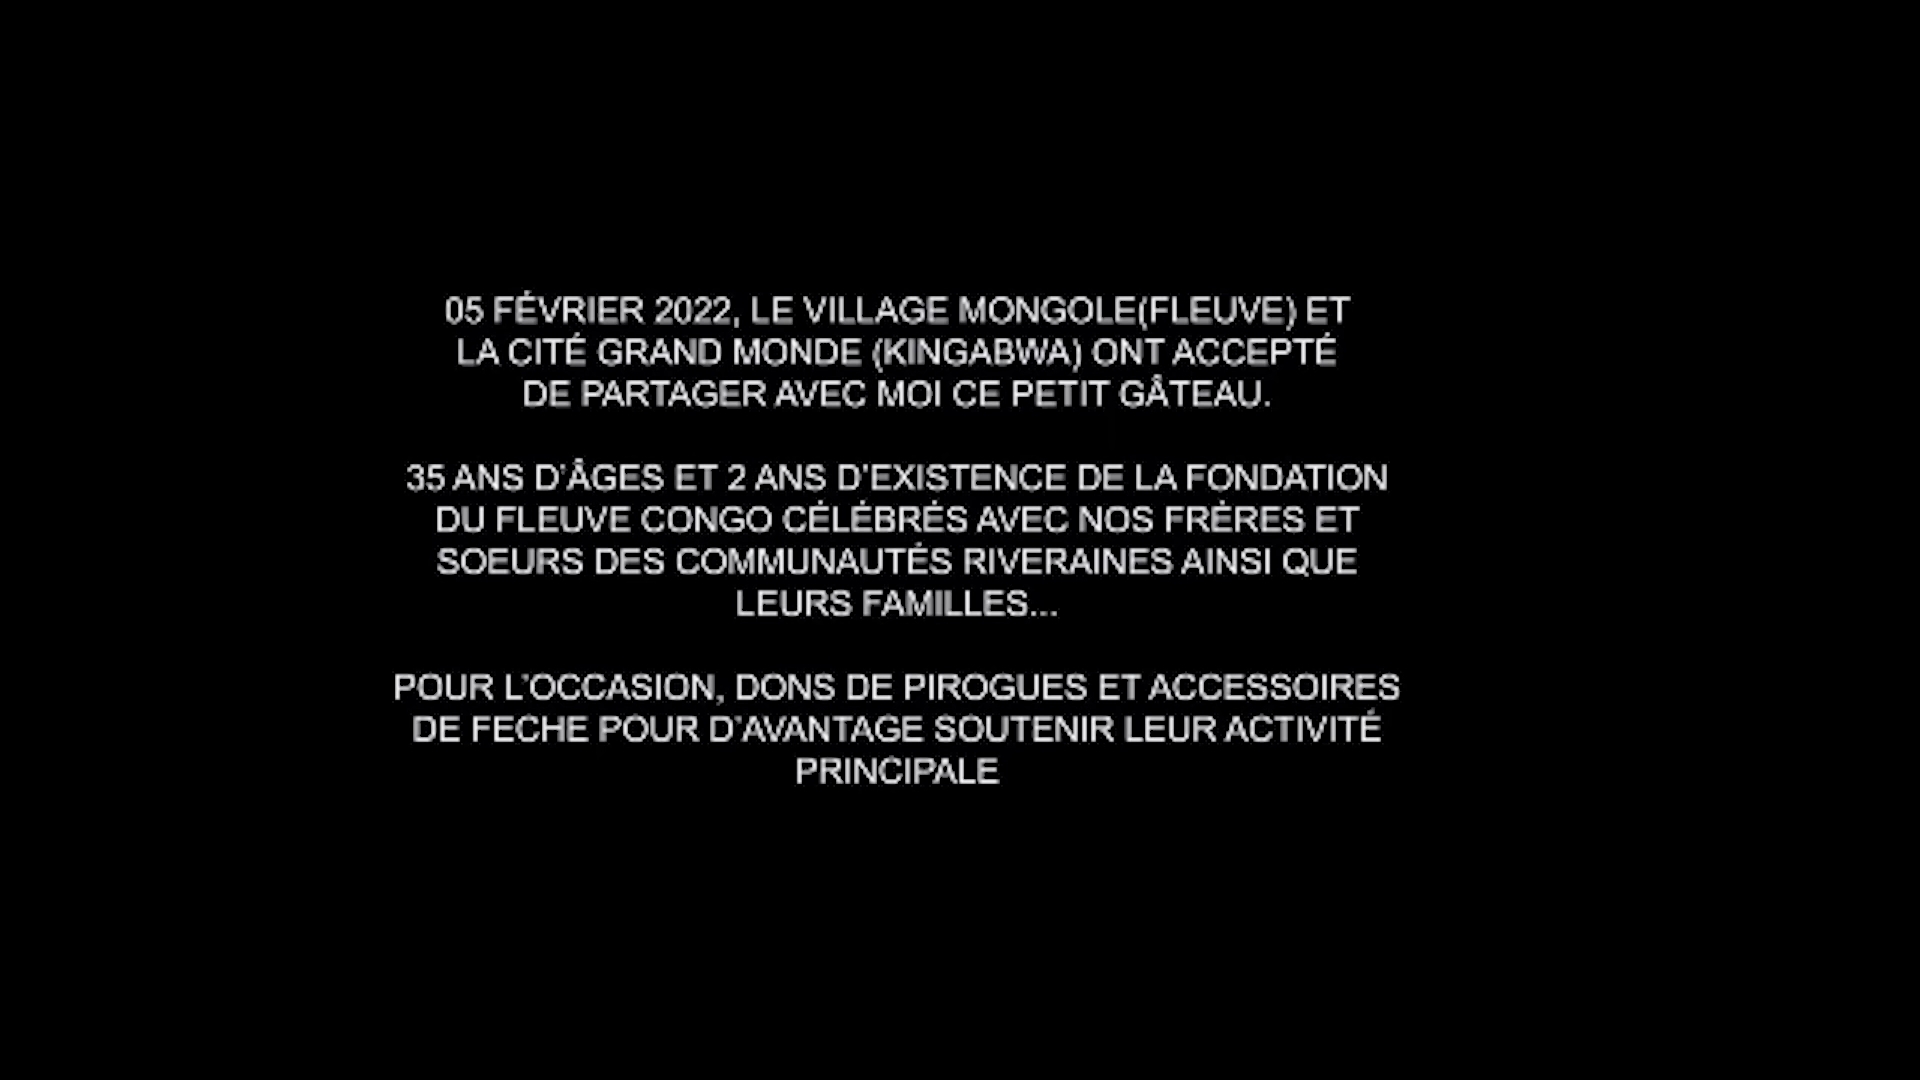 05 FÉVRIER 2022, LE VILLAGE MONGOLE(FLEUVE) ET
LA CITÉ GRAND MONDE (KINGABWA) ONT ACCEPTÉ
DE PARTAGER AVEC MOI CE PETIT GÂTEAU.
35 ANS D'ÂGES ET 2 ANS D'EXISTENCE DE LA FONDATION
DU FLEUVE CONGO CÉLÉBRÉS AVEC NOS FRÈRES ET
SOEURS DES COMMUNAUTÉS RIVERAINES AINSI QUE
LEURS FAMILLES...
POUR L'OCCASION, DONS DE PIROGUES ET ACCESSOIRES
DE FECHE POUR D'AVANTAGE SOUTENIR LEUR ACTIVITÉ
PRINCIPALE